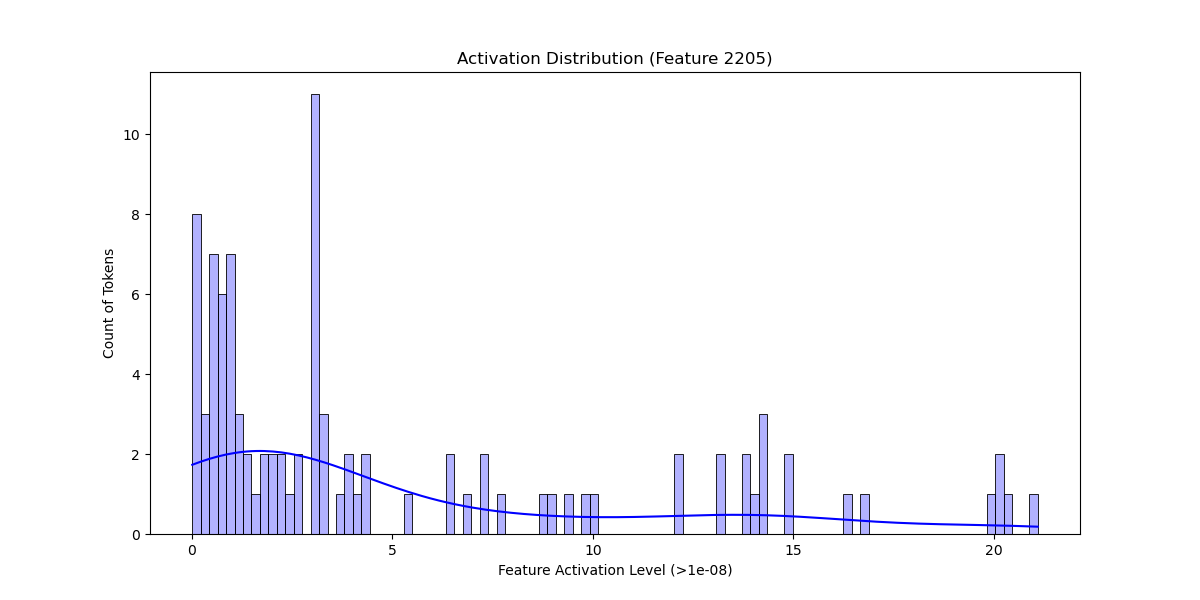 Activation Distribution (Feature 2205)
Count of Tokens
10
8
6
4
2
0
0 5 10 15 20
Feature Activation Level (>1e-08)